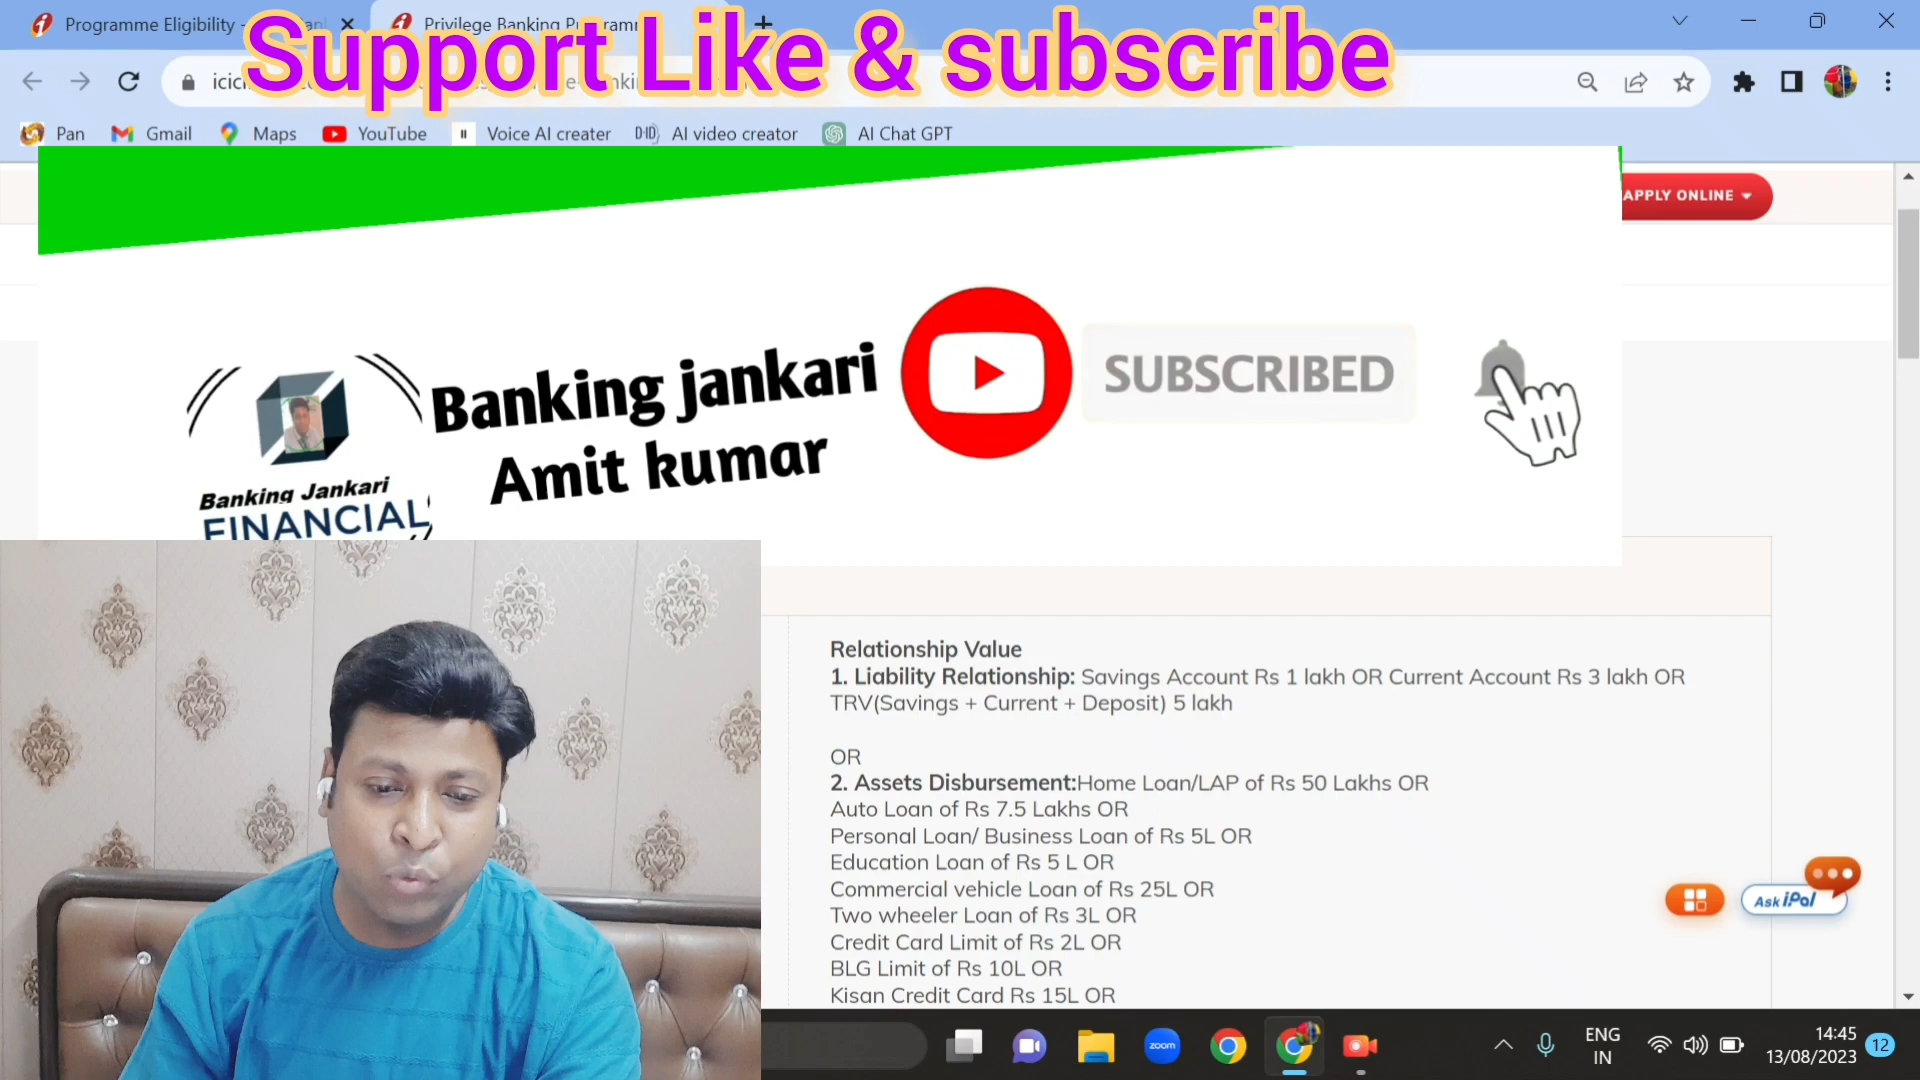 Programme Eligibility
Privilege Banking Programm
Support Like & subscribe
Pan
Gmail
Maps
YouTube
Voice AI creater
D-ID
AI video creator
AI Chat GPT
APPLY ONLINE
Banking jankari
Amit kumar
SUBSCRIBED
Banking Jankari
FINANCIAL
Relationship Value
1. Liability Relationship: Savings Account Rs 1 lakh OR Current Account Rs 3 lakh OR
TRV(Savings + Current + Deposit) 5 lakh
OR
2. Assets Disbursement:Home Loan/LAP of Rs 50 Lakhs OR
Auto Loan of Rs 7.5 Lakhs OR
Personal Loan/ Business Loan of Rs 5L OR
Education Loan of Rs 5 L OR
Commercial vehicle Loan of Rs 25L OR
Two wheeler Loan of Rs 3L OR
Credit Card Limit of Rs 2L OR
BLG Limit of Rs 10L OR
Kisan Credit Card Rs 15L OR
Ask iPal
zoom
ENG
IN
14:45
13/08/2023
12